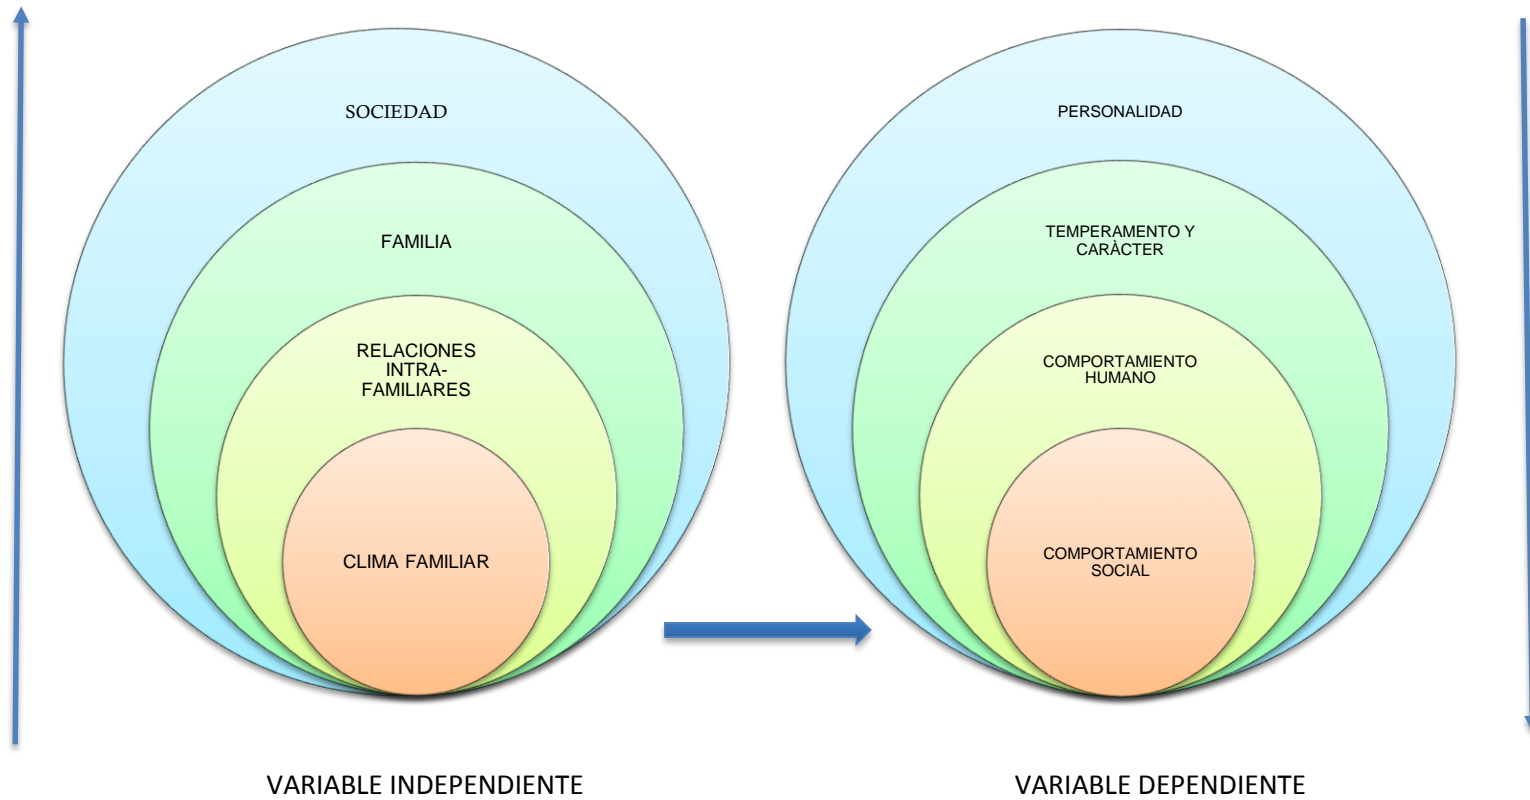 SOCIEDAD
FAMILIA
RELACIONES
INTRA-
FAMILIARES
CLIMA FAMILIAR
VARIABLE INDEPENDIENTE
PERSONALIDAD
TEMPERAMENTO Y
CARÀCTER
COMPORTAMIENTO
HUMANO
COMPORTAMIENTO
SOCIAL
VARIABLE DEPENDIENTE